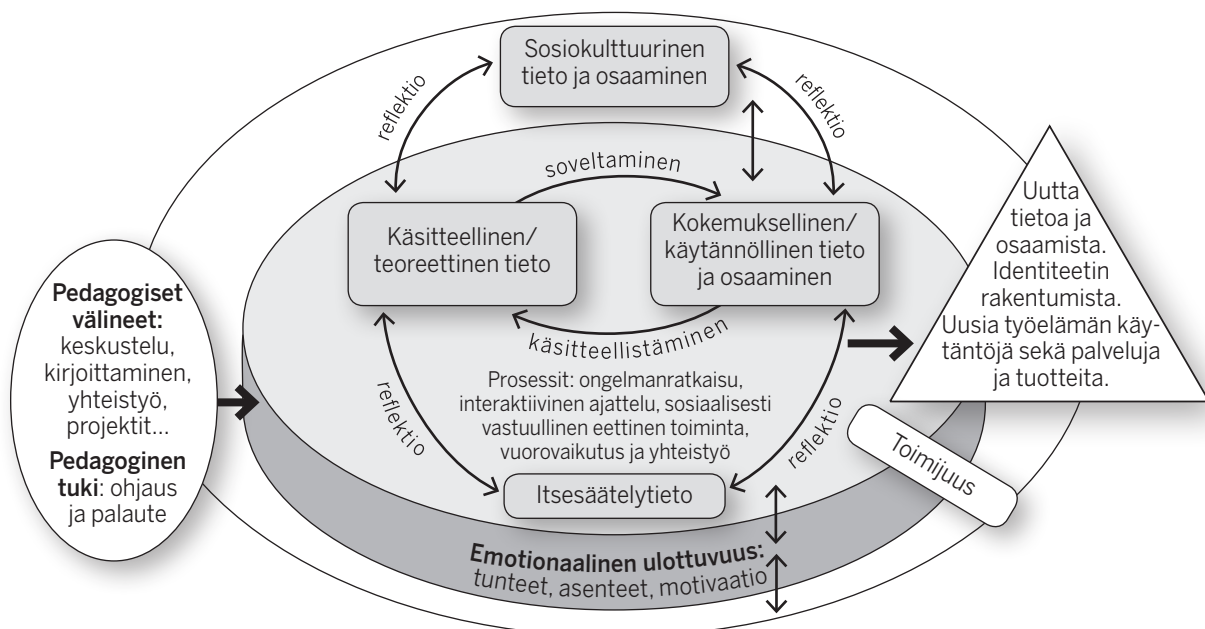 Sosiokulttuurinen
tieto ja osaaminen
reflektio
reflektio
soveltaminen
Käsitteellinen/
teoreettinen tieto
Kokemuksellinen/
käytännöllinen tieto
ja osaaminen
käsitteellistäminen
Pedagogiset
välineet:
keskustelu,
kirjoittaminen,
yhteistyö,
projektit...
Pedagoginen
tuki: ohjaus
ja palaute
reflektio
Prosessit: ongelmanratkaisu,
interaktiivinen ajattelu, sosiaalisesti
vastuullinen eettinen toiminta,
vuorovaikutus ja yhteistyö
reflektio
Itsesäätelytieto
Emotionaalinen ulottuvuus:
tunteet, asenteet, motivaatio
Uutta
tietoa ja
osaamista.
Identiteetin
rakentumista.
Uusia työelämän käy-
täntöjä sekä palveluja
ja tuotteita.
Toimijuus